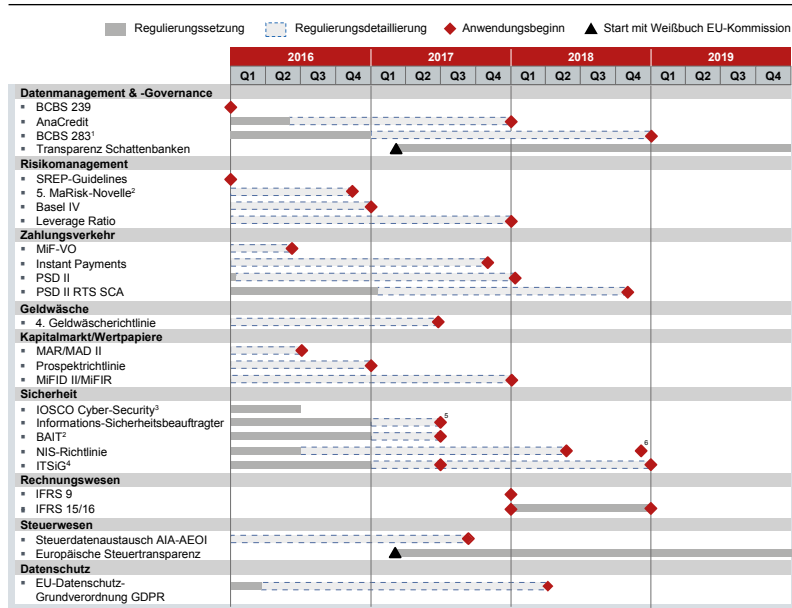 Regulierungssetzung Regulierungsdetaillierung Anwendungsbeginn Start mit Weißbuch EU-Kommission
2016 2017 2018 2019
Q1 Q2 Q3 Q4 Q1 Q2 Q3 Q4 Q1 Q2 Q3 Q4 Q1 Q2 Q3 Q4
Datenmanagement & -Governance
▪ BCBS 239
▪ AnaCredit
▪ BCBS 283¹
▪ Transparenz Schattenbanken
Risikomanagement
▪ SREP-Guidelines
▪ 5. MaRisk-Novelle²
▪ Basel IV
▪ Leverage Ratio
Zahlungsverkehr
▪ MiF-VO
▪ Instant Payments
▪ PSD II
▪ PSD II RTS SCA
Geldwäsche
▪ 4. Geldwäscherichtlinie
Kapitalmarkt/Wertpapiere
▪ MAR/MAD II
▪ Prospektrichtlinie
▪ MiFID II/MiFIR
Sicherheit
▪ IOSCO Cyber-Security³
▪ Informations-Sicherheitsbeauftragter 5
▪ BAIT²
▪ NIS-Richtlinie 6
▪ ITSiG⁴
Rechnungswesen
▪ IFRS 9
▪ IFRS 15/16
Steuerwesen
▪ Steuerdatenaustausch AIA-AEOI
▪ Europäische Steuertransparenz
Datenschutz
▪ EU-Datenschutz-
Grundverordnung GDPR